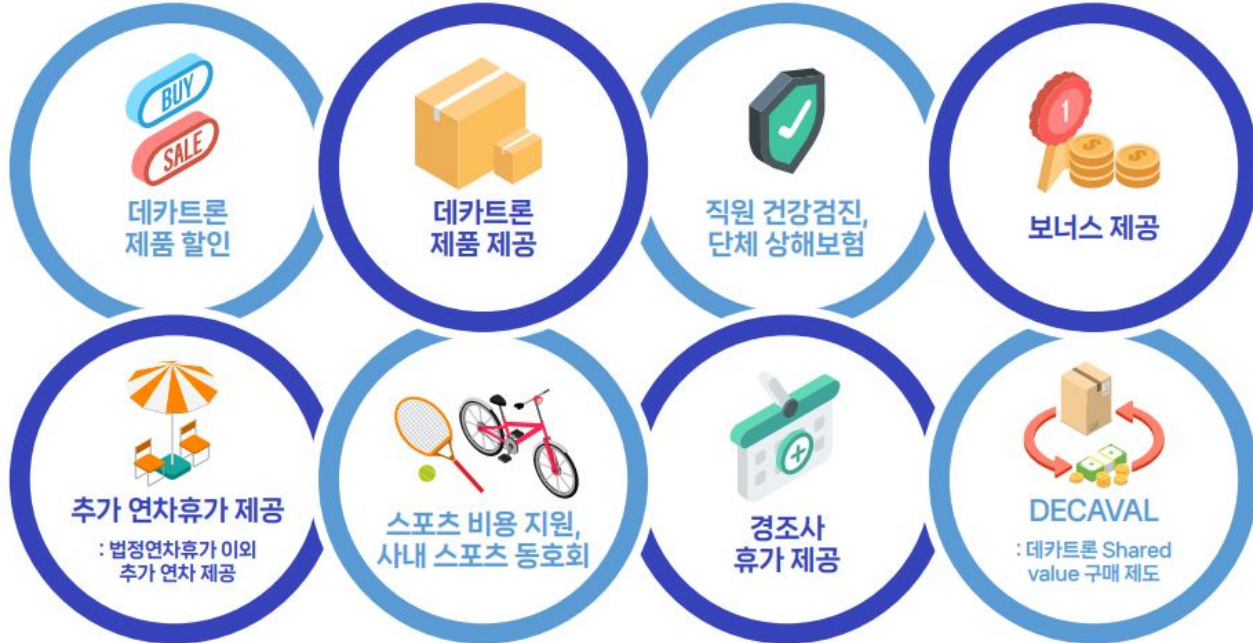 BUY
SALE
데카트론
제품 할인
데카트론
제품 제공
직원 건강검진,
단체 상해보험
1
보너스 제공
추가 연차휴가 제공
: 법정연차휴가 이외
추가 연차 제공
스포츠 비용 지원,
사내 스포츠 동호회
경조사
휴가 제공
DECAVAL
: 데카트론 Shared
value 구매 제도